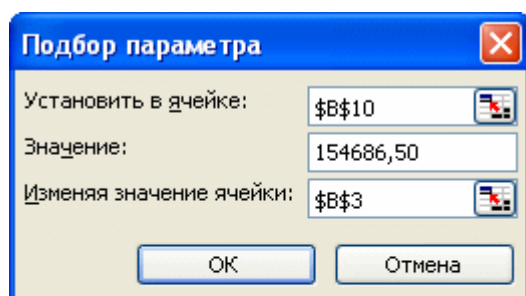 Подбор параметра
Установить в ячейке: $B$10
Значение: 154686,50
Изменяя значение ячейки: $B$3
ОК Отмена